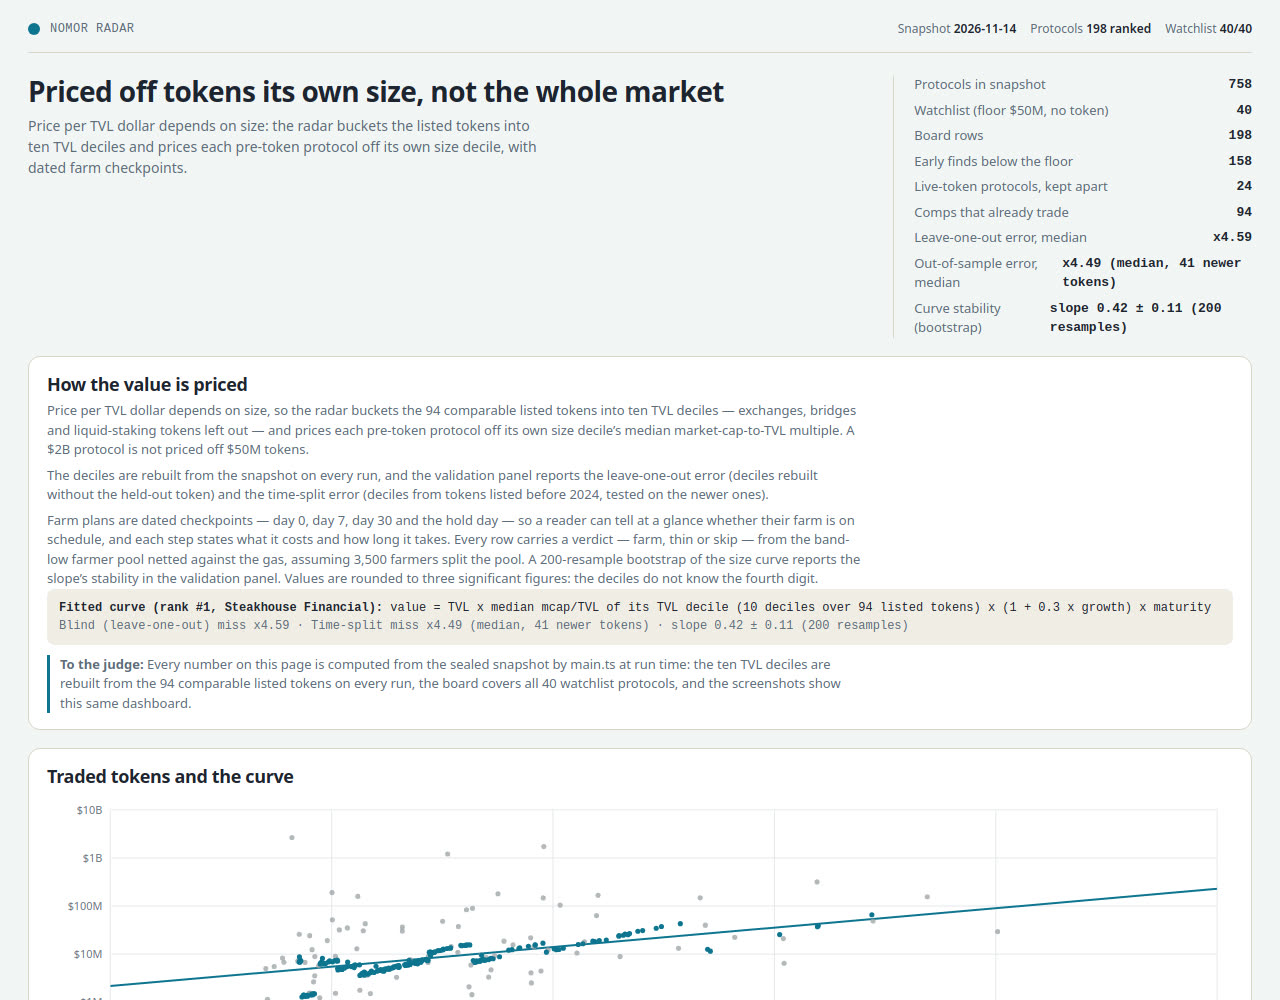 NOMOR RADAR
Snapshot 2026-11-14 Protocols 198 ranked Watchlist 40/40
Priced off tokens its own size, not the whole market
Price per TVL dollar depends on size: the radar buckets the listed tokens into
ten TVL deciles and prices each pre-token protocol off its own size decile, with
dated farm checkpoints.
Protocols in snapshot 758
Watchlist (floor $50M, no token) 40
Board rows 198
Early finds below the floor 158
Live-token protocols, kept apart 24
Comps that already trade 94
Leave-one-out error, median x4.59
Out-of-sample error, x4.49 (median, 41 newer
median tokens)
Curve stability slope 0.42 ± 0.11 (200
(bootstrap) resamples)
How the value is priced
Price per TVL dollar depends on size, so the radar buckets the 94 comparable listed tokens into ten TVL deciles — exchanges, bridges
and liquid-staking tokens left out — and prices each pre-token protocol off its own size decile's median market-cap-to-TVL multiple. A
$2B protocol is not priced off $50M tokens.
The deciles are rebuilt from the snapshot on every run, and the validation panel reports the leave-one-out error (deciles rebuilt
without the held-out token) and the time-split error (deciles from tokens listed before 2024, tested on the newer ones).
Farm plans are dated checkpoints — day 0, day 7, day 30 and the hold day — so a reader can tell at a glance whether their farm is on
schedule, and each step states what it costs and how long it takes. Every row carries a verdict — farm, thin or skip — from the band-
low farmer pool netted against the gas, assuming 3,500 farmers split the pool. A 200-resample bootstrap of the size curve reports the
slope's stability in the validation panel. Values are rounded to three significant figures: the deciles do not know the fourth digit.
Fitted curve (rank #1, Steakhouse Financial): value = TVL x median mcap/TVL of its TVL decile (10 deciles over 94 listed tokens) x (1 + 0.3 x growth) x maturity
Blind (leave-one-out) miss x4.59 · Time-split miss x4.49 (median, 41 newer tokens) · slope 0.42 ± 0.11 (200 resamples)
To the judge: Every number on this page is computed from the sealed snapshot by main.ts at run time: the ten TVL deciles are
rebuilt from the 94 comparable listed tokens on every run, the board covers all 40 watchlist protocols, and the screenshots show
this same dashboard.
Traded tokens and the curve
$10B
$1B
$100M
$10M